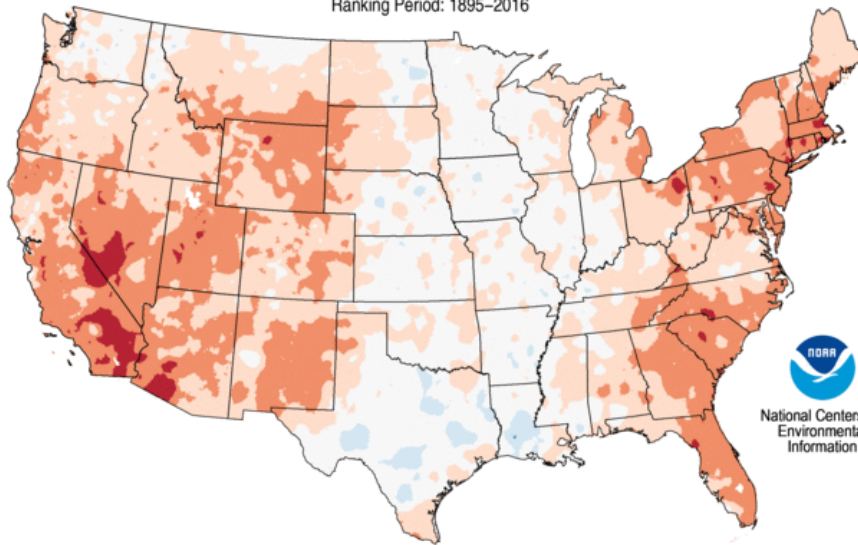 Ranking Period: 1895–2016
NOAA
National Centers
Environmenta
Information